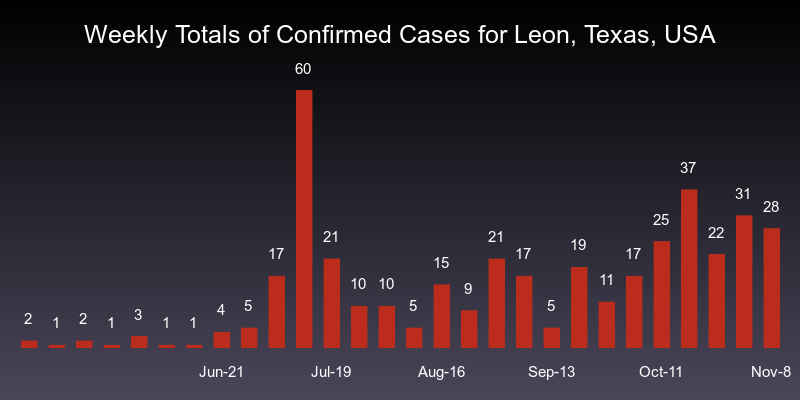 Weekly Totals of Confirmed Cases for Leon, Texas, USA
2 1 2 1 3 1 1 4 5 17 60 21 10 10 5 15 9 21 17 5 19 11 17 25 37 22 31 28
Jun-21 Jul-19 Aug-16 Sep-13 Oct-11 Nov-8